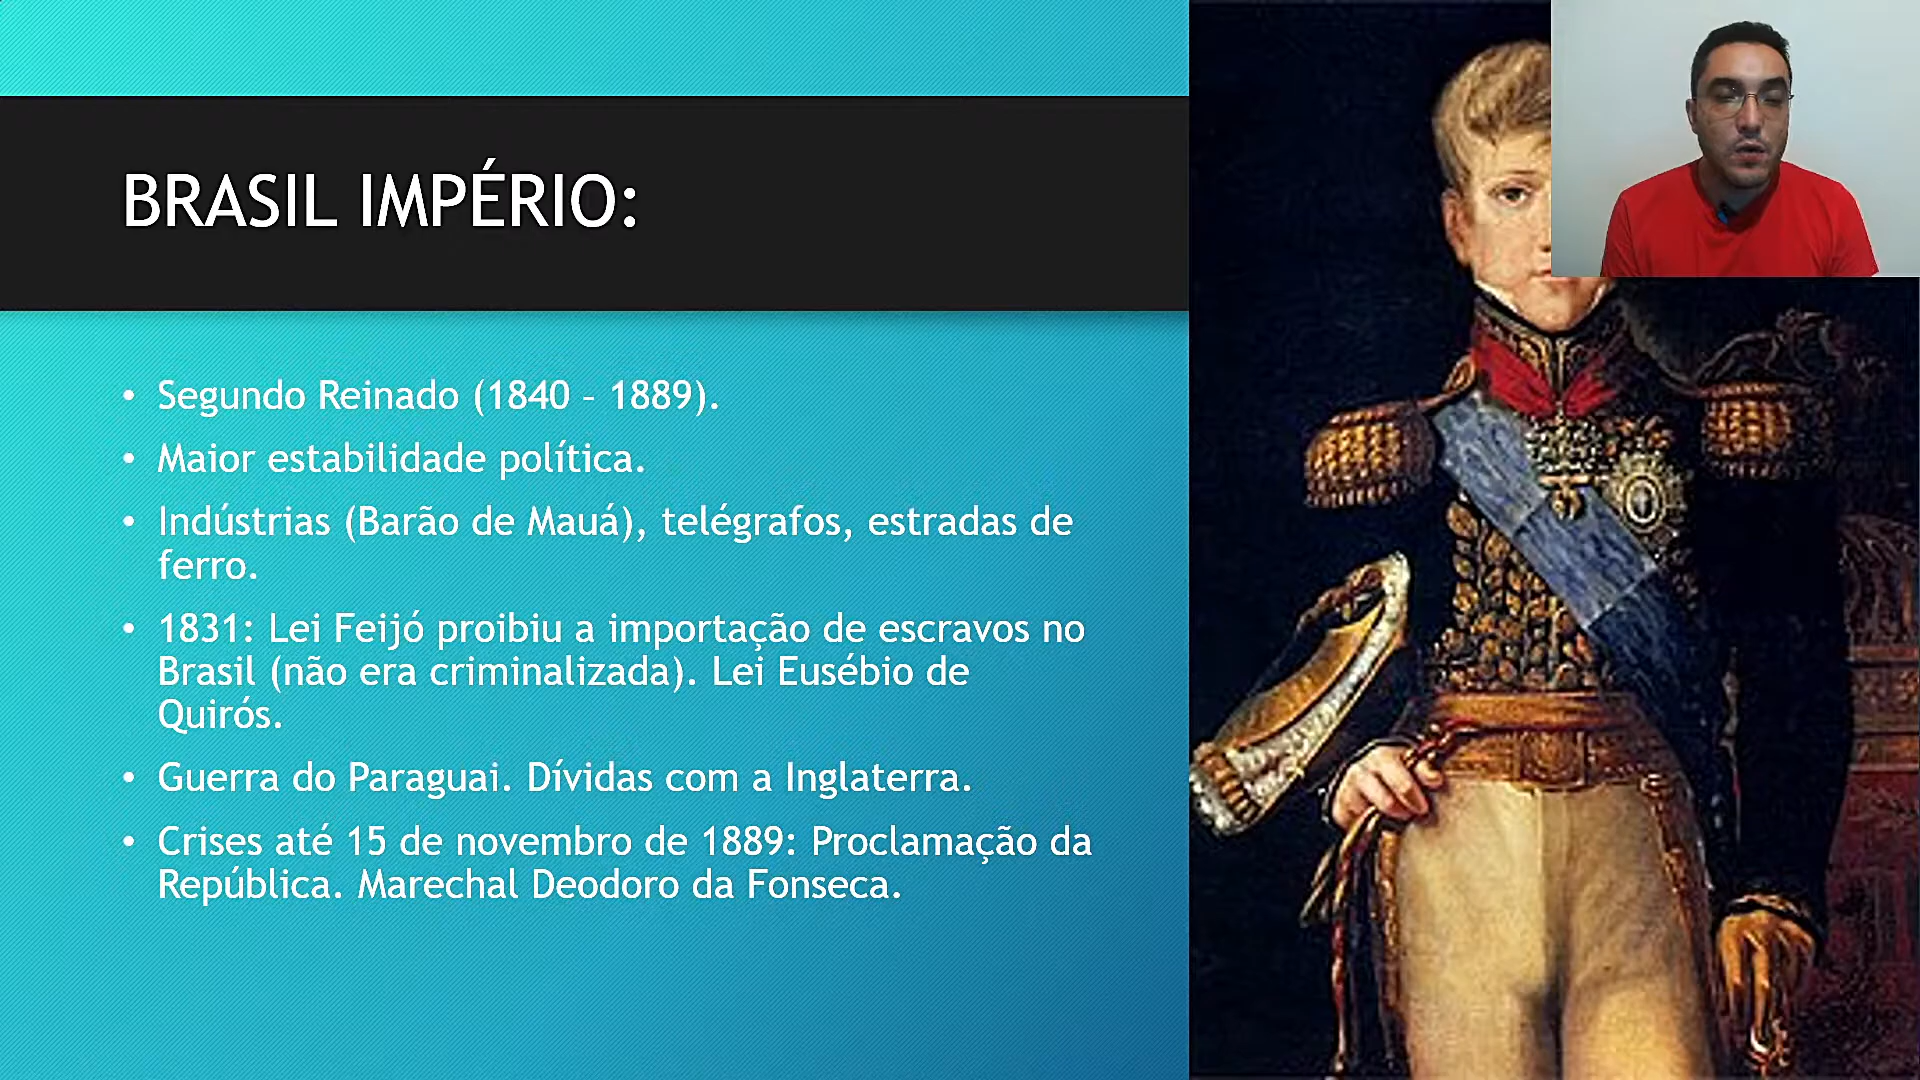 BRASIL IMPÉRIO:
• Segundo Reinado (1840 – 1889).
• Maior estabilidade política.
• Indústrias (Barão de Mauá), telégrafos, estradas de
ferro.
• 1831: Lei Feijó proibiu a importação de escravos no
Brasil (não era criminalizada). Lei Eusébio de
Quirós.
• Guerra do Paraguai. Dívidas com a Inglaterra.
• Crises até 15 de novembro de 1889: Proclamação da
República. Marechal Deodoro da Fonseca.